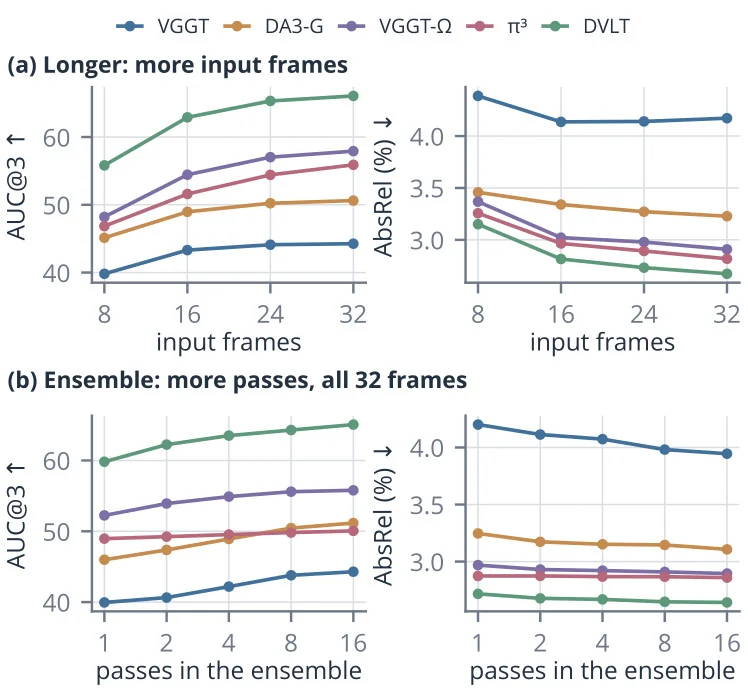 VGGT DA3-G VGGT-Ω π³ DVLT
(a) Longer: more input frames
AUC@3 ↑
60
50
40
8 16 24 32
input frames
AbsRel (%) ↓
4.0
3.5
3.0
8 16 24 32
input frames
(b) Ensemble: more passes, all 32 frames
AUC@3 ↑
60
50
40
1 2 4 8 16
passes in the ensemble
AbsRel (%) ↓
4.0
3.5
3.0
1 2 4 8 16
passes in the ensemble